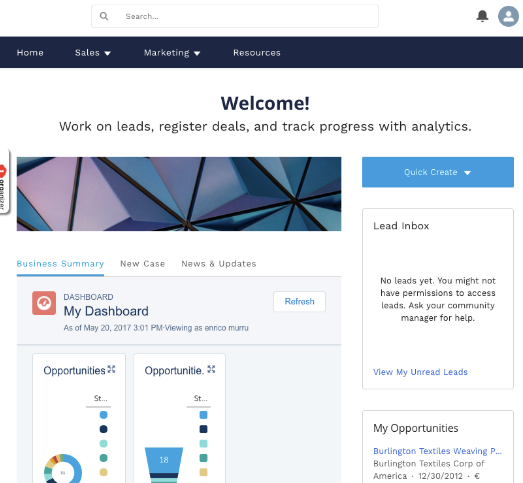 Search...
Home Sales Marketing Resources
Welcome!
Work on leads, register deals, and track progress with analytics.
organizer
Quick Create
Lead Inbox
No leads yet. You might not
have permissions to access
leads. Ask your community
manager for help.
View My Unread Leads
Business Summary New Case News & Updates
DASHBOARD
My Dashboard
As of May 20, 2017 3:01 PM·Viewing as enrico murru
Refresh
Opportunities
St...
Opportunitie.
St...
18
My Opportunities
Burlington Textiles Weaving P...
Burlington Textiles Corp of
America · 12/30/2012 · €